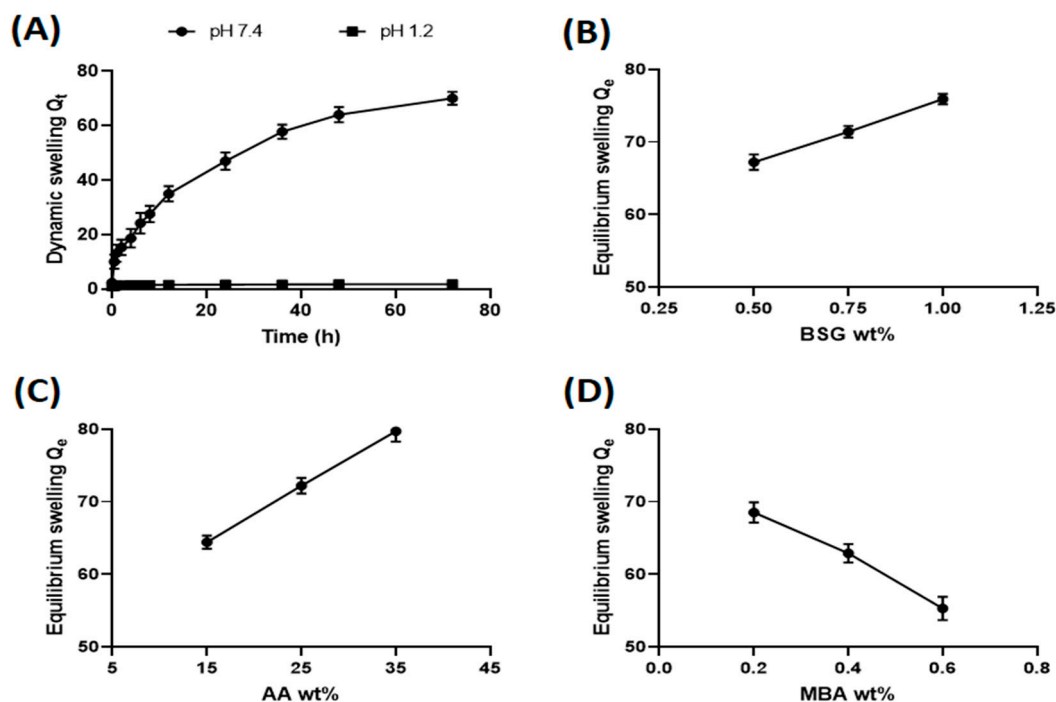 (A)
pH 7.4
pH 1.2
Dynamic swelling Qt
80
60
40
20
0
0
20
40
60
80
Time (h)
(B)
Equilibrium swelling Qe
80
70
60
50
0.25
0.50
0.75
1.00
1.25
BSG wt%
(C)
Equilibrium swelling Qe
80
70
60
50
5
15
25
35
45
AA wt%
(D)
Equilibrium swelling Qe
80
70
60
50
0.0
0.2
0.4
0.6
0.8
MBA wt%